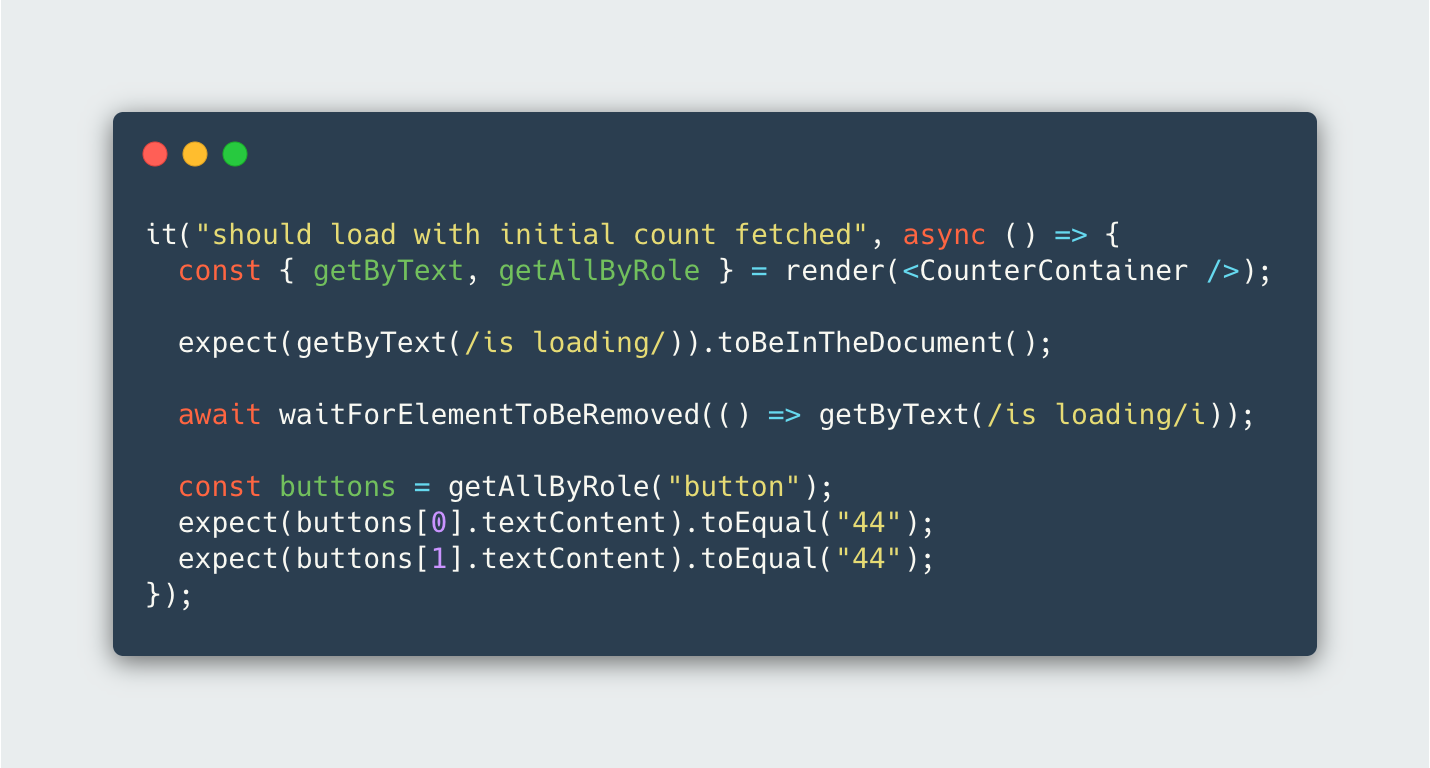 it("should load with initial count fetched", async () => {
  const { getByText, getAllByRole } = render(<CounterContainer />);

  expect(getByText(/is loading/)).toBeInTheDocument();

  await waitForElementToBeRemoved(() => getByText(/is loading/i));

  const buttons = getAllByRole("button");
  expect(buttons[0].textContent).toEqual("44");
  expect(buttons[1].textContent).toEqual("44");
});